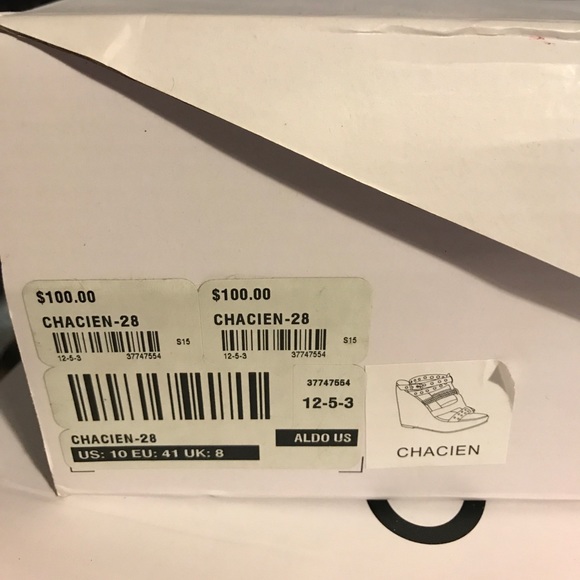 $100.00
CHACIEN-28
S15
12-5-3 37747554
$100.00
CHACIEN-28
S15
12-5-3 37747554
37747554
12-5-3
CHACIEN-28
ALDO US
US: 10 EU: 41 UK: 8
CHACIEN